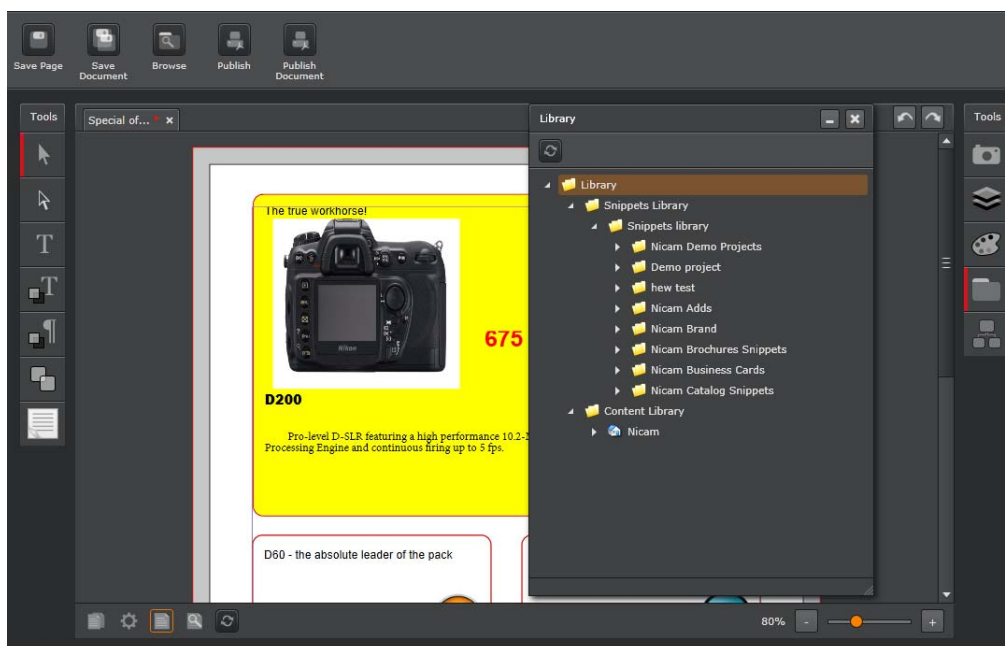 Save Page
Save Document
Browse
Publish
Publish Document
Tools
Special of... * ×
Library
Tools
Library
Snippets Library
Snippets library
Nicam Demo Projects
Demo project
hew test
Nicam Adds
Nicam Brand
Nicam Brochures Snippets
Nicam Business Cards
Nicam Catalog Snippets
Content Library
Nicam
The true workhorse!
Nikon
675
D200
Pro-level D-SLR featuring a high performance 10.2-
Processing Engine and continuous firing up to 5 fps.
D60 - the absolute leader of the pack
80% - +